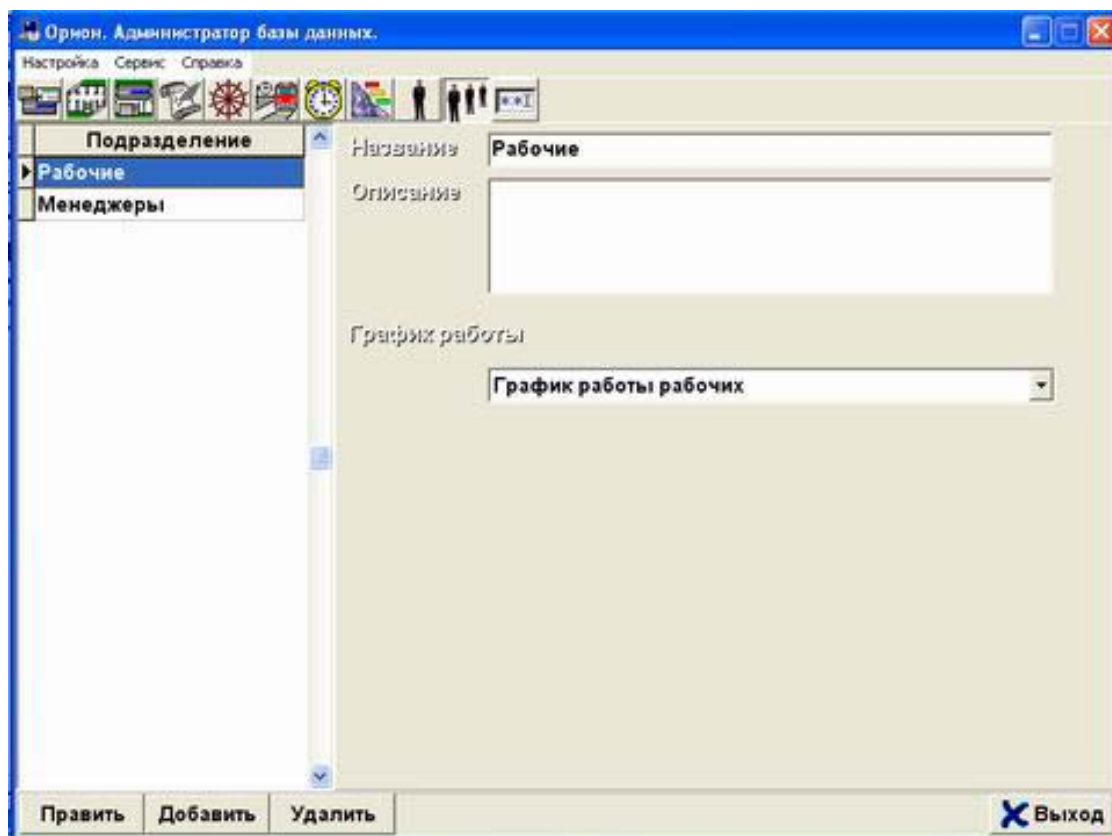 Орион. Администратор базы данных.
Настройка Сервис Справка
Подразделение
Рабочие
Менеджеры
Название Рабочие
Описание
График работы
График работы рабочих
Править Добавить Удалить Выход